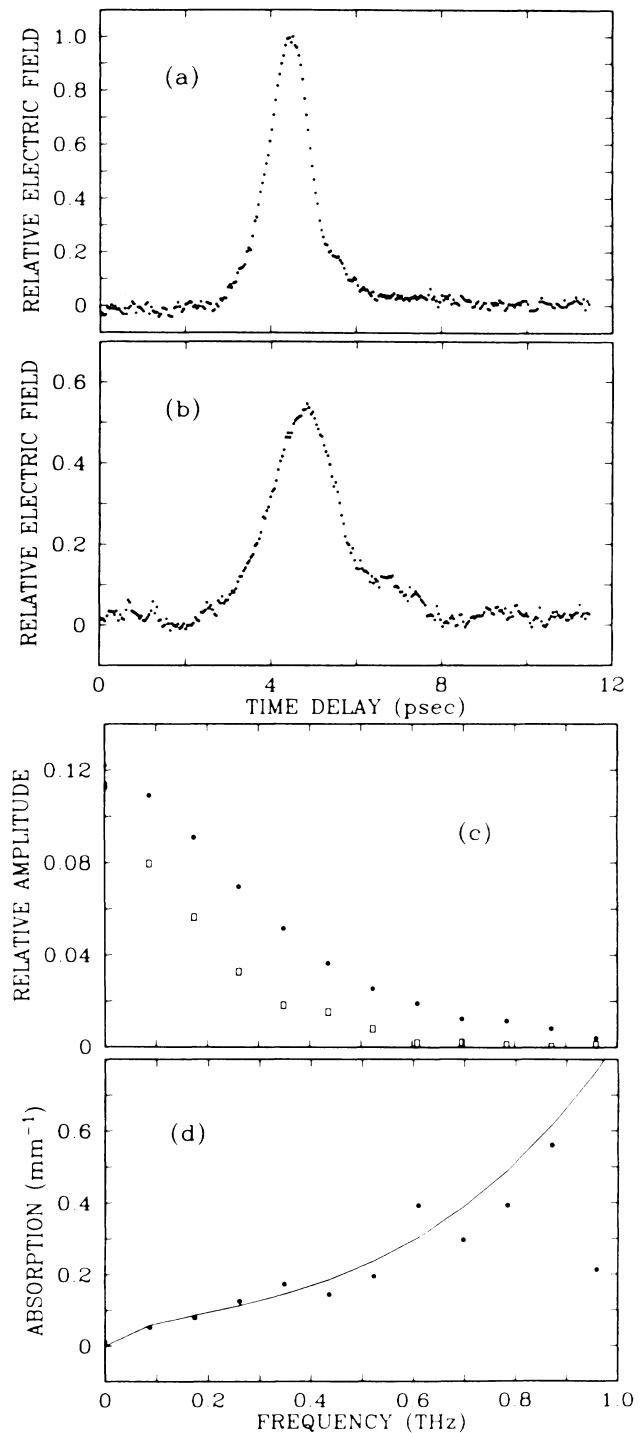 RELATIVE ELECTRIC FIELD
1.0
0.8
0.6
0.4
0.2
0
(a)
RELATIVE ELECTRIC FIELD
0.6
0.4
0.2
0
(b)
0 4 8 12
TIME DELAY (psec)
RELATIVE AMPLITUDE
0.12
0.08
0.04
0
(c)
ABSORPTION (mm⁻¹)
0.6
0.4
0.2
0
(d)
0 0.2 0.4 0.6 0.8 1.0
FREQUENCY (THz)